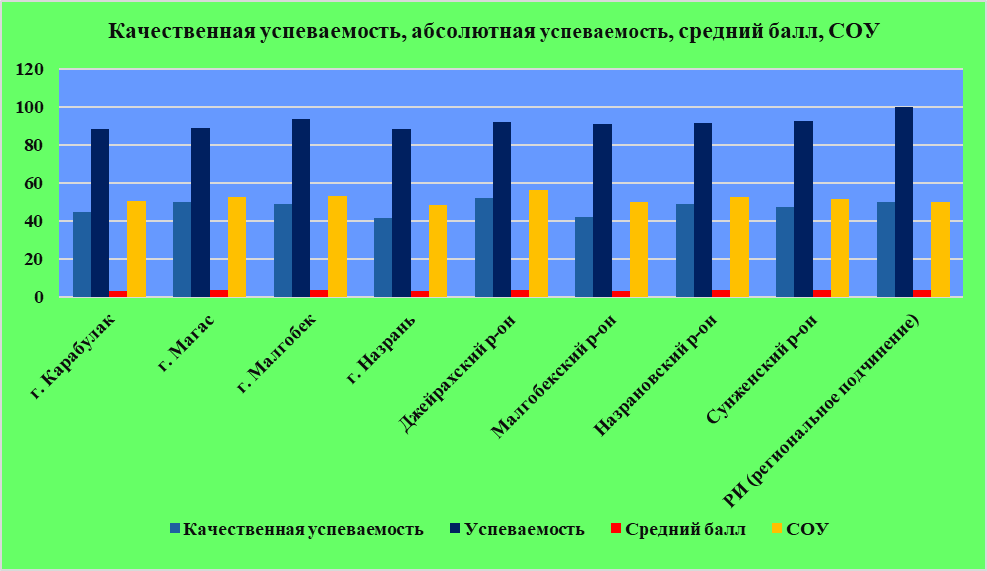 Качественная успеваемость, абсолютная успеваемость, средний балл, СОУ
120
100
80
60
40
20
0
г. Карабулак
г. Магас
г. Малгобек
г. Назрань
Джейрахский р-он
Малгобекский р-он
Назрановский р-он
Сунженский р-он
РИ (региональное подчинение)
Качественная успеваемость
Успеваемость
Средний балл
СОУ